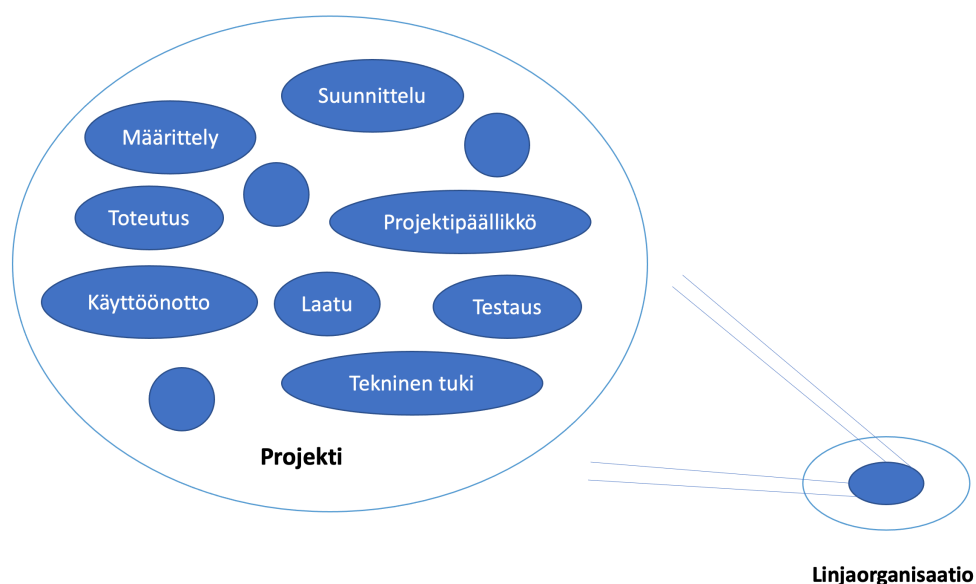 Suunnittelu
Määrittely
Toteutus
Projektipäällikkö
Käyttöönotto
Laatu
Testaus
Tekninen tuki
Projekti
Linjaorganisaatio